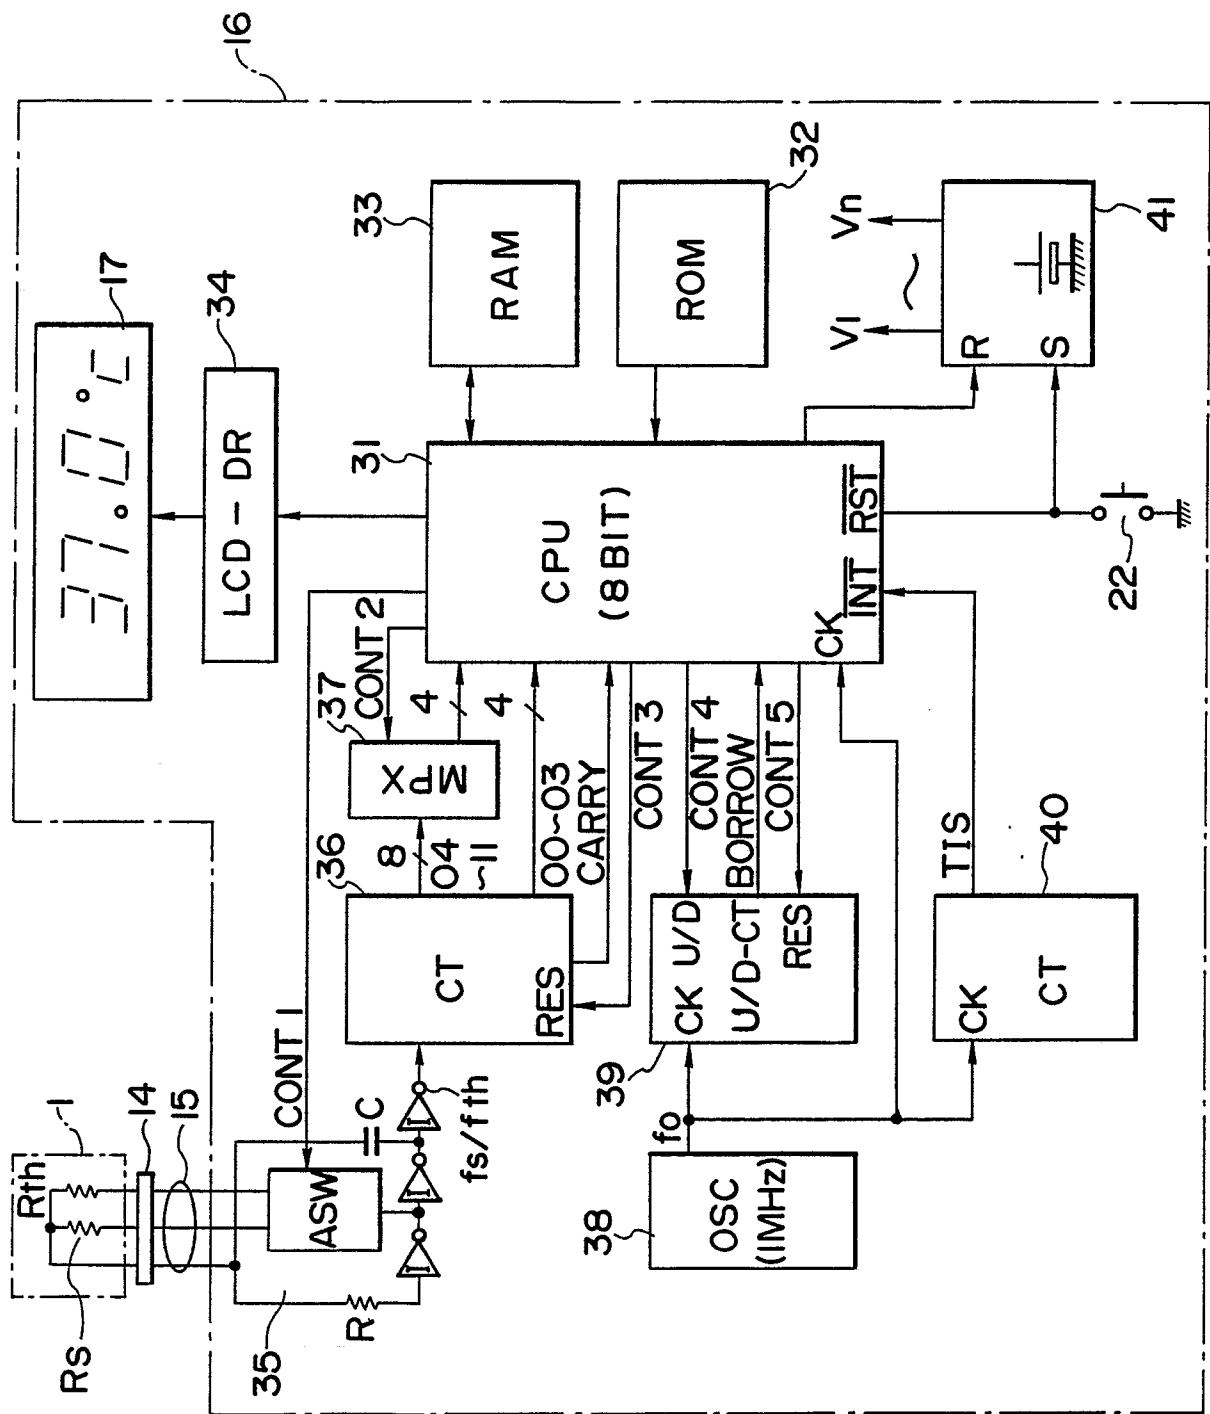 16
37.0°C
17
LCD-DR
34
RAM
33
ROM
32
V1
~
Vn
R
S
41
CPU
(8BIT)
31
CK
INT
RST
22
CONT 1
CONT 2
37
MPX
4
4
8
04
~11
00~03
CARRY
CONT 3
CONT 4
BORROW
CONT 5
36
CT
RES
CK U/D
U/D-CT
RES
39
TIS
40
CK
CT
fo
OSC
(1MHz)
38
1
Rth
Rs
14
15
ASW
C
I
I
I
fs/fth
R
35